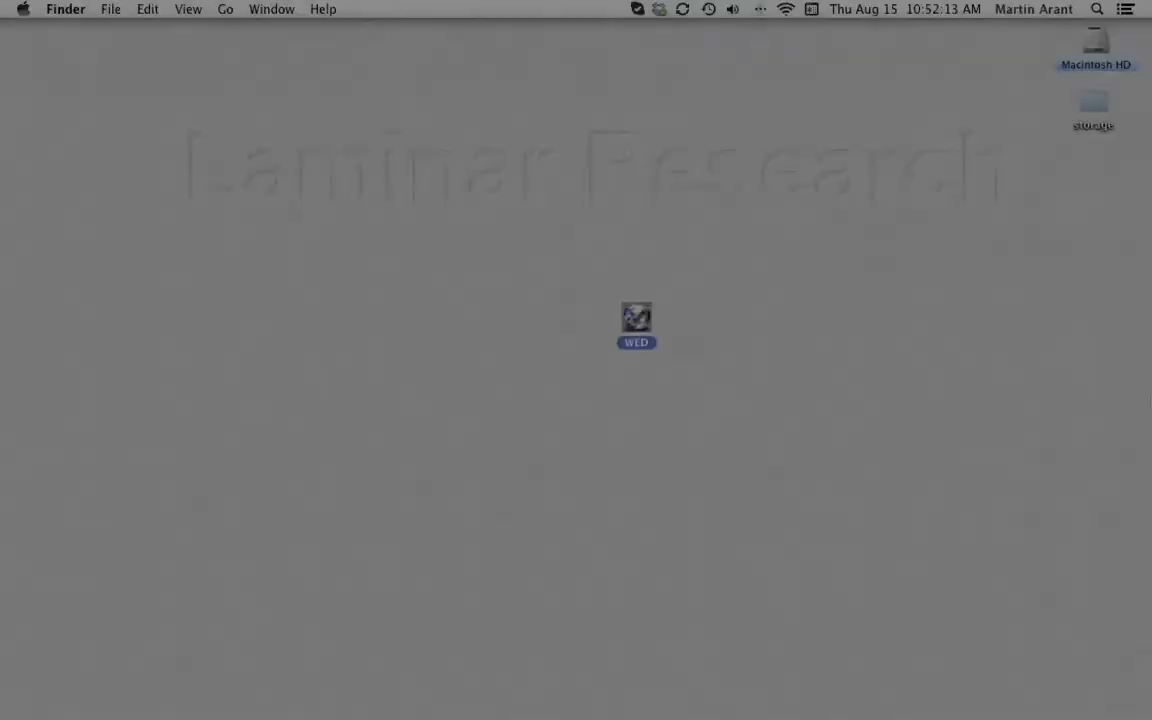 Finder File Edit View Go Window Help Thu Aug 15 10:52:13 AM Martin Arant
Macintosh HD
storage
Laminar Research
WED